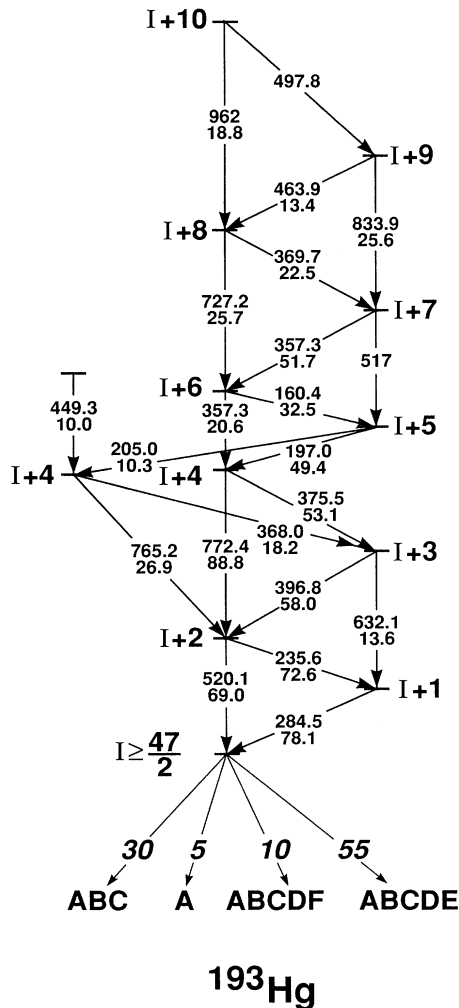 I+10
497.8
962
18.8
I+9
463.9
13.4
I+8
833.9
25.6
369.7
22.5
727.2
25.7
I+7
357.3
51.7
517
I+6
160.4
32.5
449.3
10.0
357.3
20.6
I+5
205.0
10.3
197.0
49.4
I+4
I+4
375.5
53.1
368.0
18.2
765.2
26.9
772.4
88.8
I+3
396.8
58.0
632.1
13.6
I+2
235.6
72.6
520.1
69.0
I+1
284.5
78.1
I≥47/2
30 5 10 55
ABC A ABCDF ABCDE
¹⁹³Hg